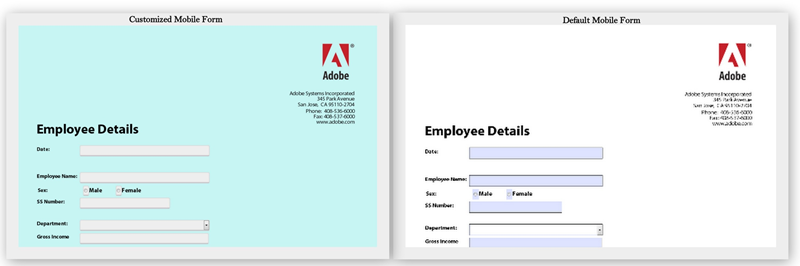 Customized Mobile Form
Adobe
Adobe Systems Incorporated
345 Park Avenue
San Jose, CA 95110-2704
Phone: 408-536-6000
Fax: 408-537-6000
www.adobe.com
Employee Details
Date:
Employee Name:
Sex: Male Female
SS Number:
Department:
Gross Income
Default Mobile Form
Adobe
Adobe Systems Incorporated
345 Park Avenue
San Jose, CA 95110-2704
Phone: 408-536-6000
Fax: 408-537-6000
www.adobe.com
Employee Details
Date:
Employee Name:
Sex: Male Female
SS Number:
Department:
Gross Income